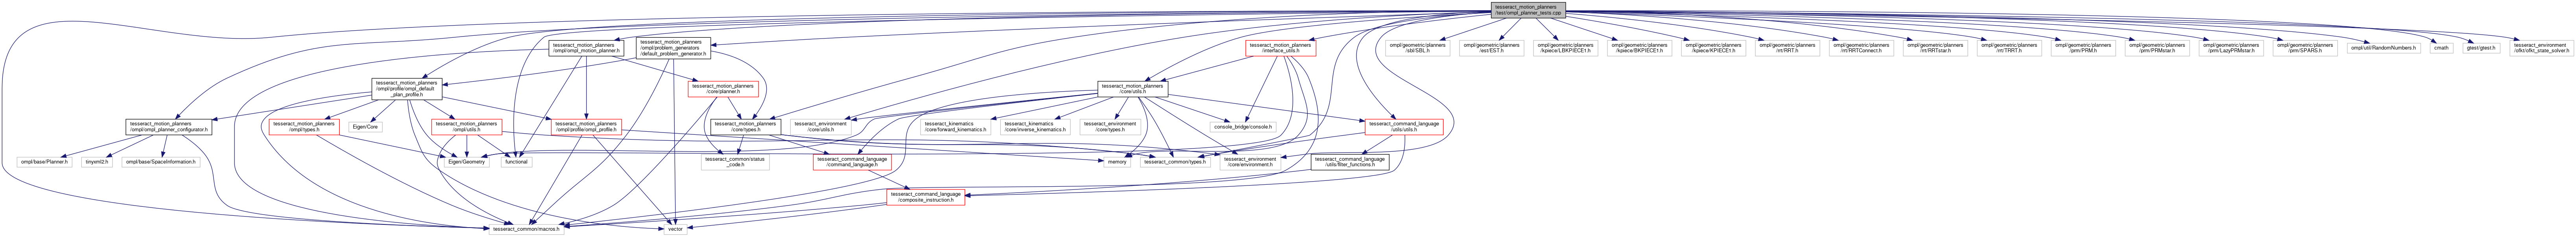 tesseract_motion_planners
/test/ompl_planner_tests.cpp
tesseract_motion_planners
/ompl/ompl_motion_planner.h
tesseract_motion_planners
/ompl/problem_generators
/default_problem_generator.h
tesseract_motion_planners
/interface_utils.h
ompl/geometric/planners
/sbl/SBL.h
ompl/geometric/planners
/est/EST.h
ompl/geometric/planners
/kpiece/LBKPIECE1.h
ompl/geometric/planners
/kpiece/BKPIECE1.h
ompl/geometric/planners
/kpiece/KPIECE1.h
ompl/geometric/planners
/rrt/RRT.h
ompl/geometric/planners
/rrt/RRTConnect.h
ompl/geometric/planners
/rrt/RRTstar.h
ompl/geometric/planners
/rrt/TRRT.h
ompl/geometric/planners
/prm/PRM.h
ompl/geometric/planners
/prm/PRMstar.h
ompl/geometric/planners
/prm/LazyPRMstar.h
ompl/geometric/planners
/prm/SPARS.h
ompl/util/RandomNumbers.h
cmath
gtest/gtest.h
tesseract_environment
/ofkt/ofkt_state_solver.h
tesseract_motion_planners
/ompl/profile/ompl_default
_plan_profile.h
tesseract_motion_planners
/core/planner.h
tesseract_motion_planners
/core/utils.h
tesseract_motion_planners
/ompl/ompl_planner_configurator.h
tesseract_motion_planners
/ompl/types.h
Eigen/Core
tesseract_motion_planners
/ompl/utils.h
tesseract_motion_planners
/ompl/profile/ompl_profile.h
tesseract_motion_planners
/core/types.h
tesseract_environment
/core/utils.h
tesseract_kinematics
/core/forward_kinematics.h
tesseract_kinematics
/core/inverse_kinematics.h
tesseract_environment
/core/types.h
console_bridge/console.h
tesseract_command_language
/utils/utils.h
ompl/base/Planner.h
tinyxml2.h
ompl/base/SpaceInformation.h
Eigen/Geometry
functional
tesseract_common/status
_code.h
tesseract_command_language
/command_language.h
memory
tesseract_common/types.h
tesseract_environment
/core/environment.h
tesseract_command_language
/utils/filter_functions.h
tesseract_command_language
/composite_instruction.h
tesseract_common/macros.h
vector